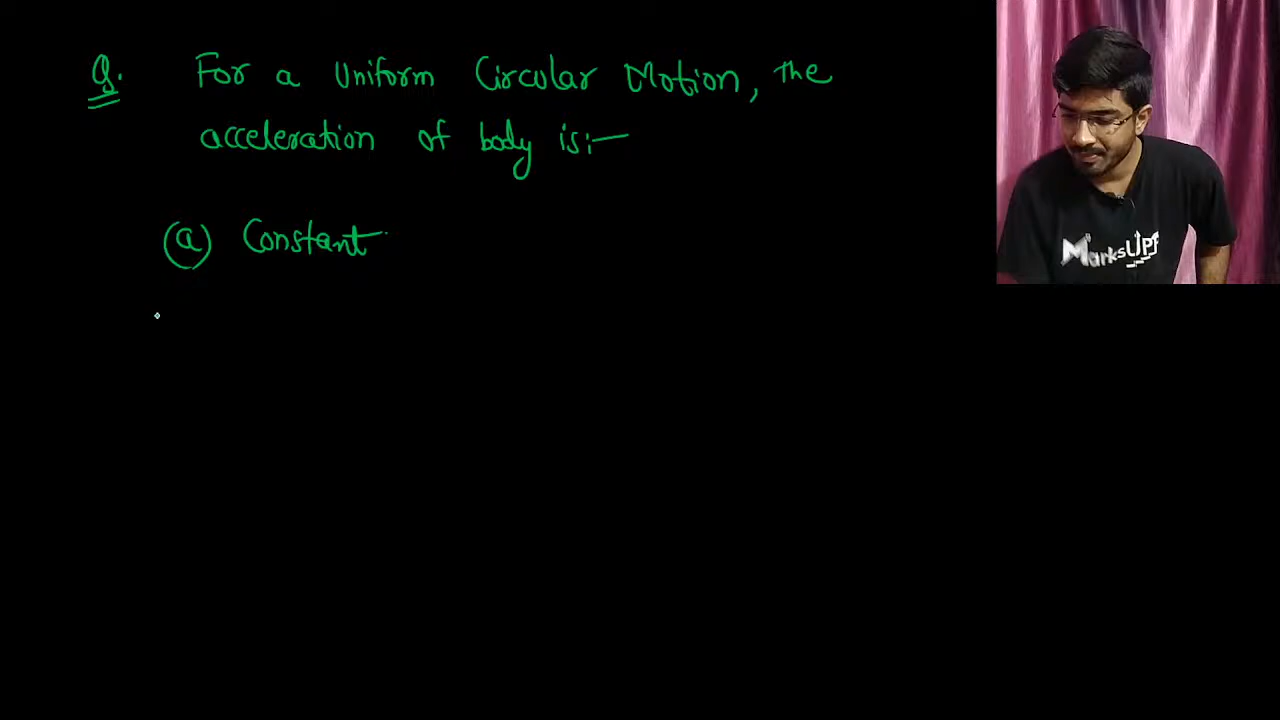 Q. For a Uniform Circular Motion, the
acceleration of body is:-
(a) Constant
MarksUP